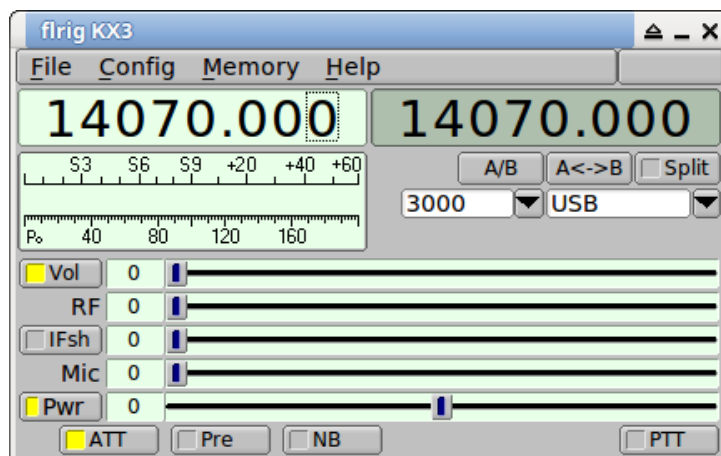 flrig KX3
File Config Memory Help
14070.000 14070.000
S3 S6 S9 +20 +40 +60
A/B A<->B Split
3000 USB
Po 40 80 120 160
Vol 0
RF 0
IFsh 0
Mic 0
Pwr 0
ATT Pre NB PTT